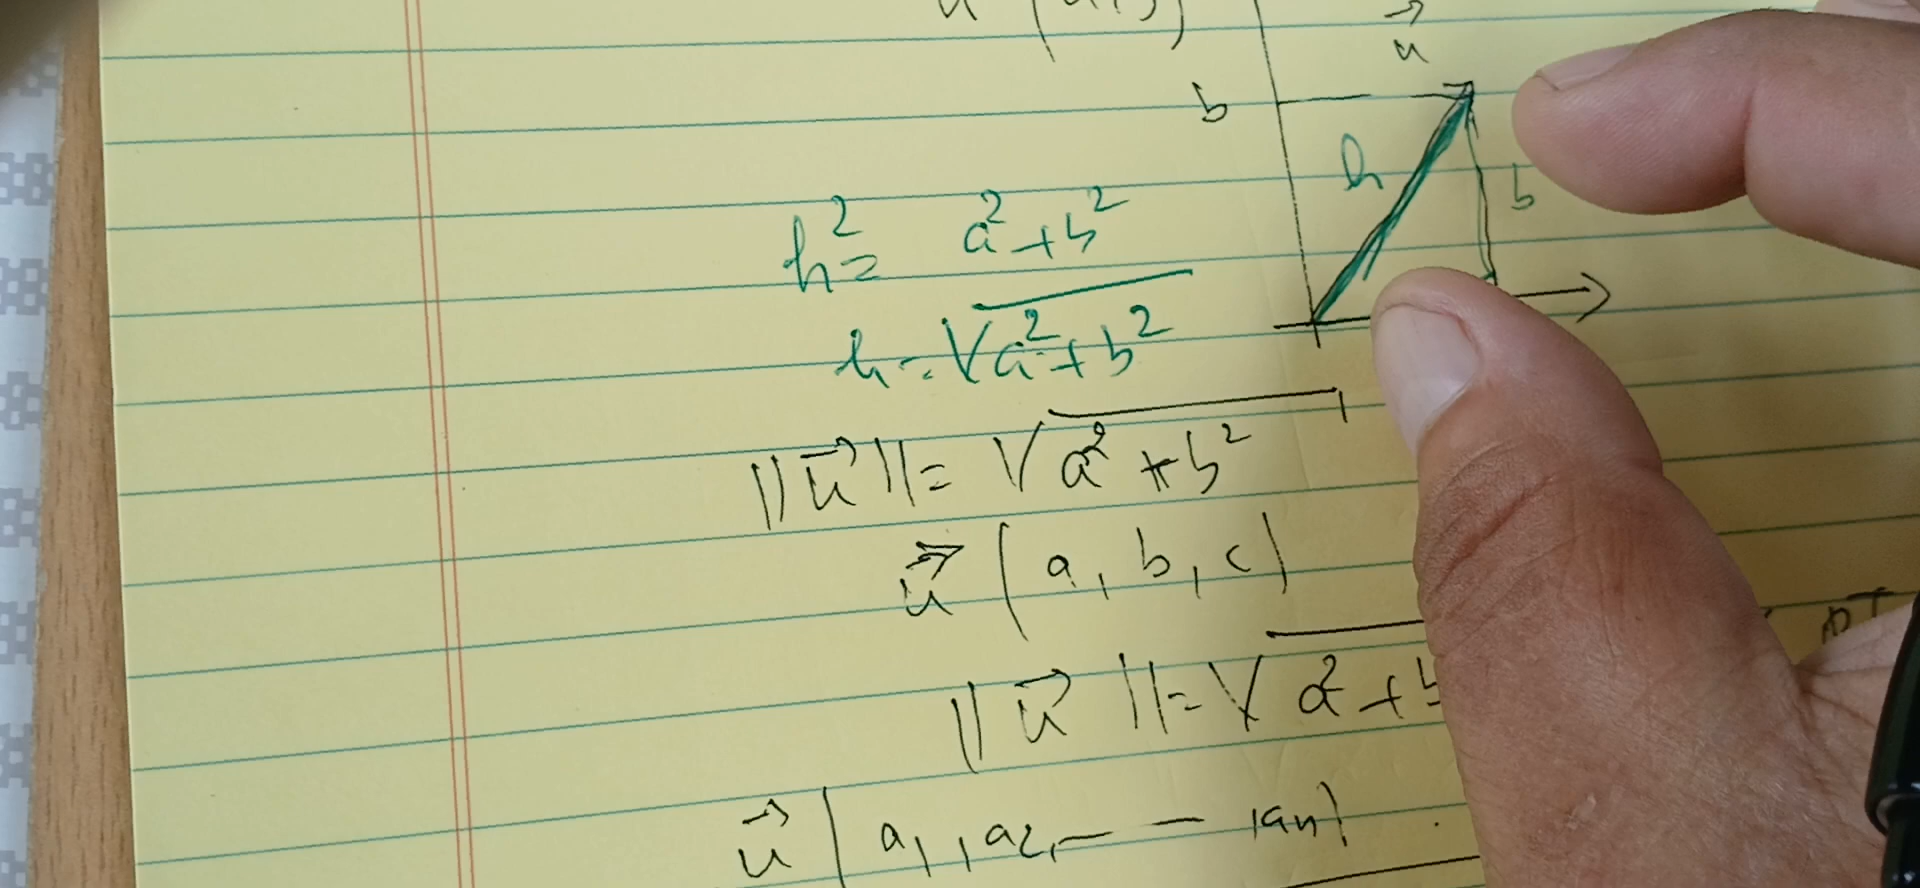 u⃗
b
h
b
h² = a² + b²
h = √(a² + b²)
||u⃗|| = √(a² + b²)
u⃗ (a, b, c)
||u⃗|| = √(a² + b
u⃗ (a₁, a₂, — — , aₙ)